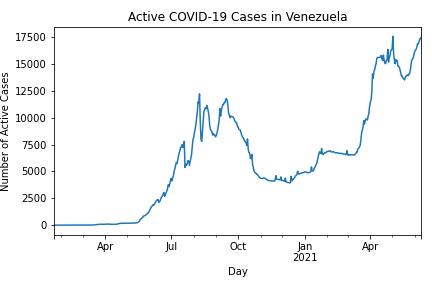 Active COVID-19 Cases in Venezuela
Number of Active Cases
17500
15000
12500
10000
7500
5000
2500
0
Apr Jul Oct Jan Apr
2021
Day